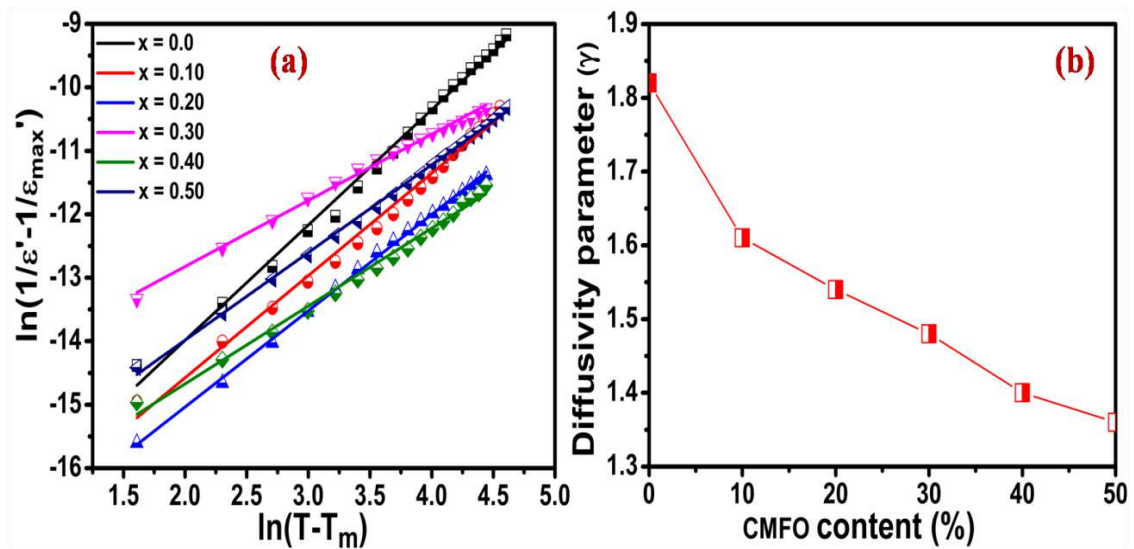 (a)
x = 0.0
x = 0.10
x = 0.20
x = 0.30
x = 0.40
x = 0.50
ln(1/ε'-1/εmax')
-9
-10
-11
-12
-13
-14
-15
-16
1.5 2.0 2.5 3.0 3.5 4.0 4.5 5.0
ln(T-Tm)
(b)
Diffusivity parameter (γ)
1.9
1.8
1.7
1.6
1.5
1.4
1.3
0 10 20 30 40 50
CMFO content (%)